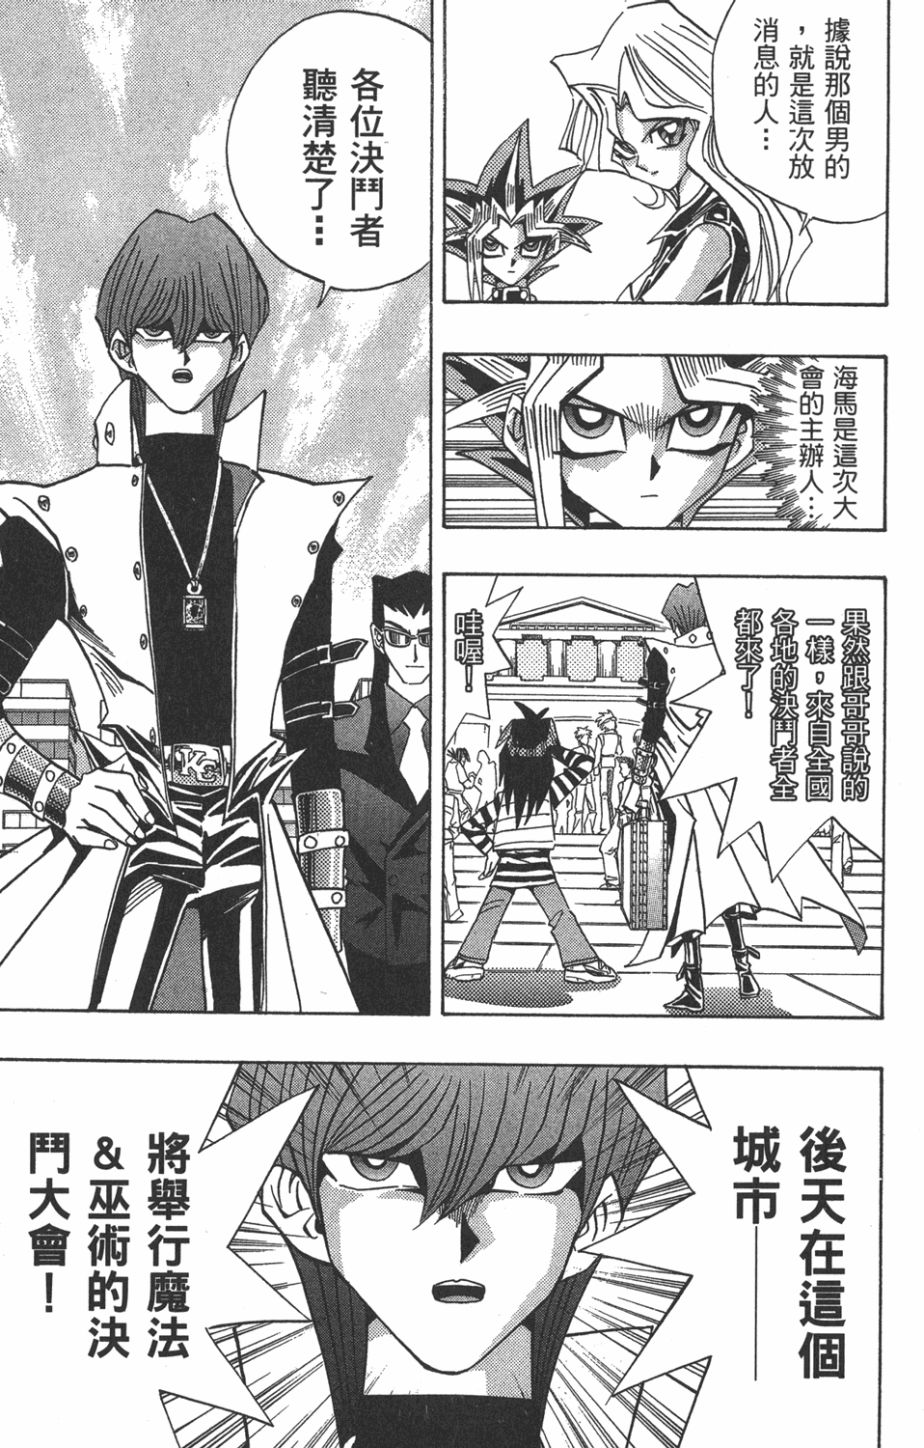 據說那個男的
，就是這次放
消息的人…
海馬是這次大
會的主辦人…
果然跟哥哥說的
一樣，來自全國
各地的決鬥者全
都來了！
哇喔！
各位決鬥者
聽清楚了…
KC
後天在這個
城市——
將舉行魔法
&巫術的決
鬥大會！